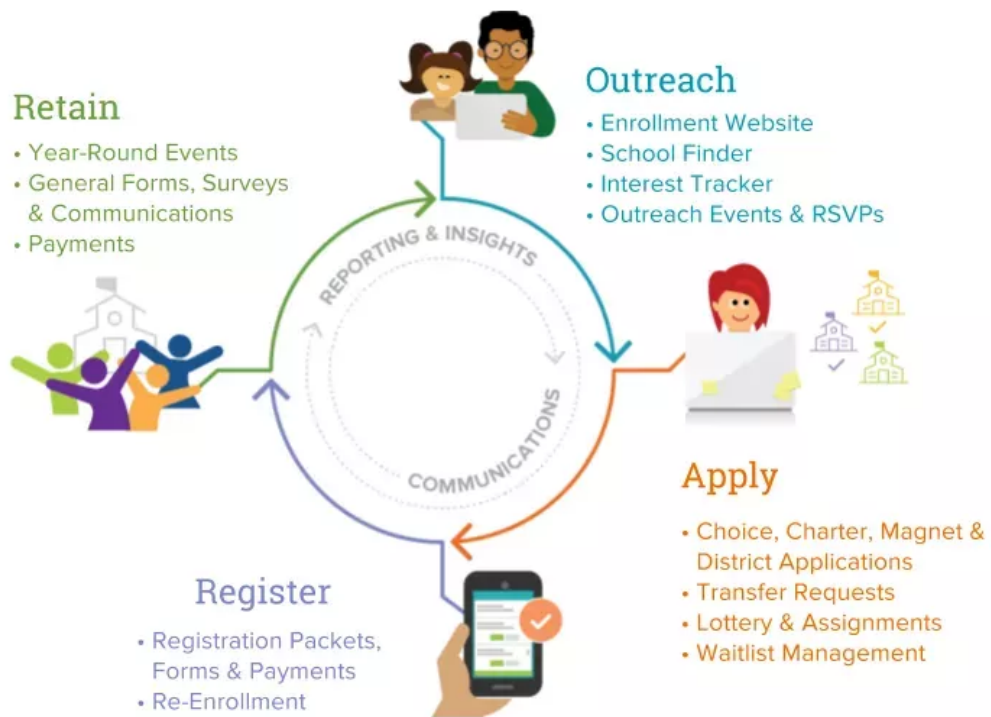 Retain
• Year-Round Events
• General Forms, Surveys
& Communications
• Payments
Outreach
• Enrollment Website
• School Finder
• Interest Tracker
• Outreach Events & RSVPs
REPORTING & INSIGHTS
COMMUNICATIONS
Apply
• Choice, Charter, Magnet &
District Applications
• Transfer Requests
• Lottery & Assignments
• Waitlist Management
Register
• Registration Packets,
Forms & Payments
• Re-Enrollment